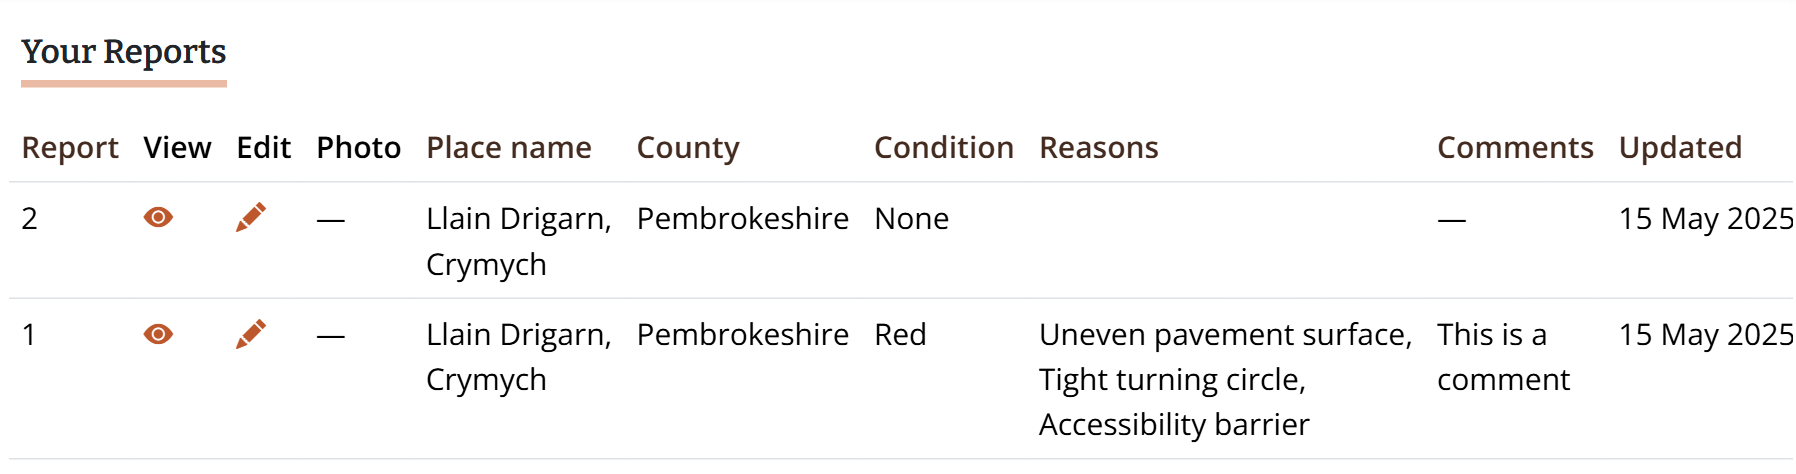 Your Reports
Report View Edit Photo Place name County Condition Reasons Comments Updated
2 — Llain Drigarn, Pembrokeshire None — 15 May 2025
Crymych
1 — Llain Drigarn, Pembrokeshire Red Uneven pavement surface, This is a 15 May 2025
Crymych Tight turning circle, comment
Accessibility barrier